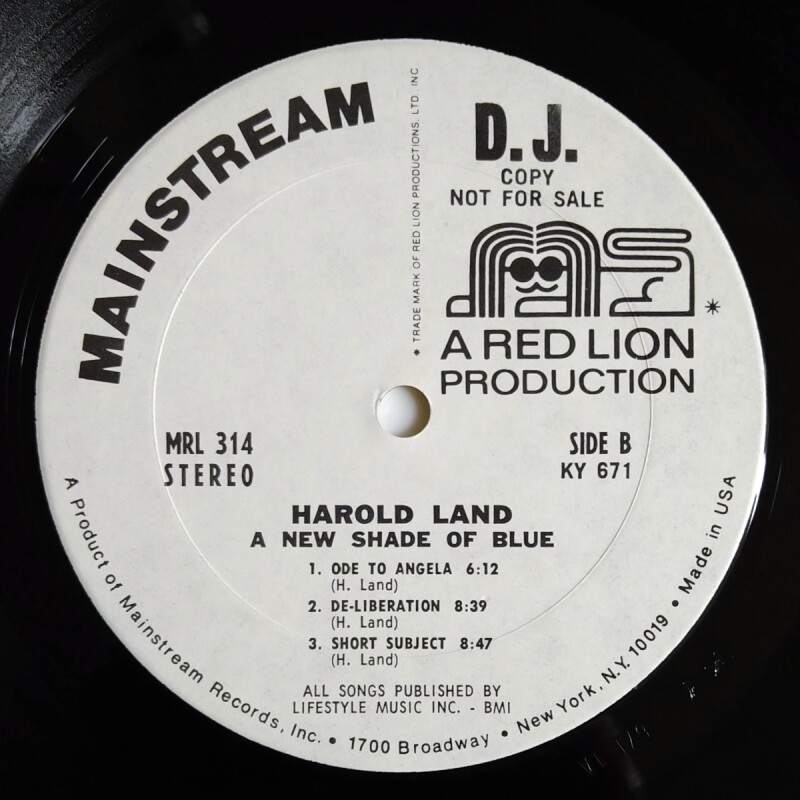 MAINSTREAM
* TRADE MARK OF RED LION PRODUCTIONS, LTD. INC.
D.J.
COPY
NOT FOR SALE
*
A RED LION
PRODUCTION
MRL 314
STEREO
SIDE B
KY 671
HAROLD LAND
A NEW SHADE OF BLUE
1. ODE TO ANGELA 6:12
(H. Land)
2. DE-LIBERATION 8:39
(H. Land)
3. SHORT SUBJECT 8:47
(H. Land)
ALL SONGS PUBLISHED BY
LIFESTYLE MUSIC INC. - BMI
A Product of Mainstream Records, Inc. • 1700 Broadway • New York, N.Y. 10019 • Made in USA